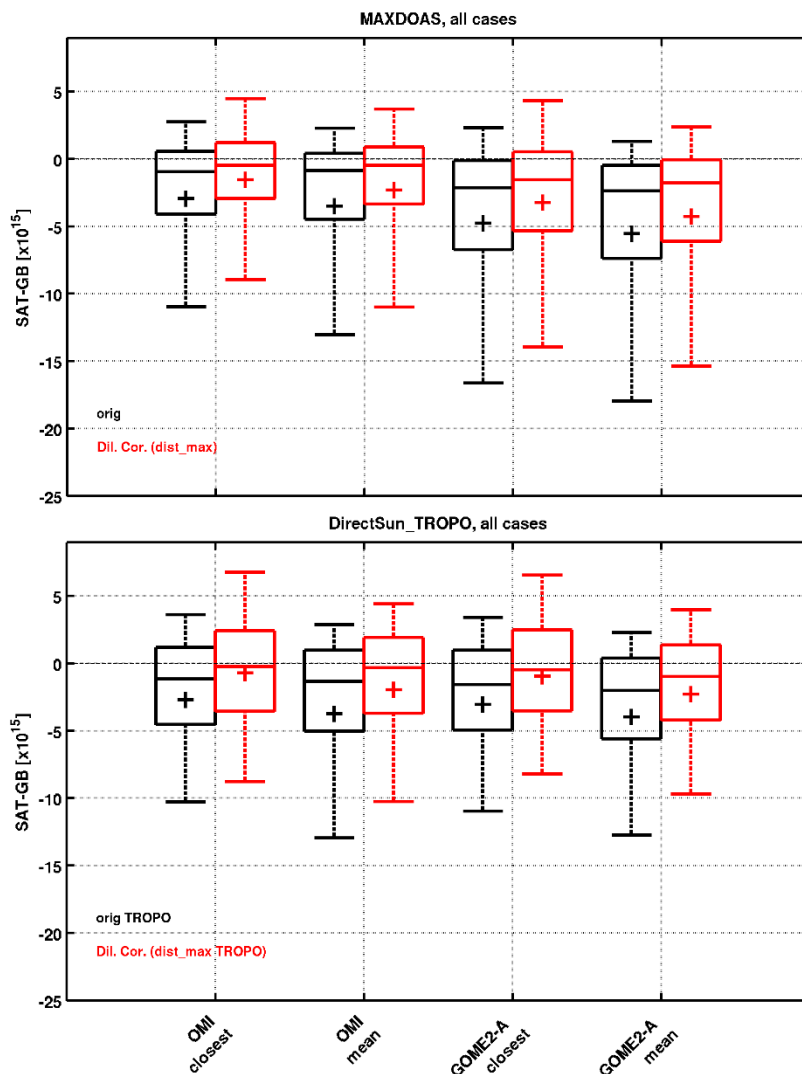 MAXDOAS, all cases
5
0
-5
-10
-15
-20
-25
SAT-GB [x10¹⁵]
orig
Dil. Cor. (dist_max)
DirectSun_TROPO, all cases
5
0
-5
-10
-15
-20
-25
SAT-GB [x10¹⁵]
orig TROPO
Dil. Cor. (dist_max TROPO)
OMI
closest
OMI
mean
GOME2-A
closest
GOME2-A
mean